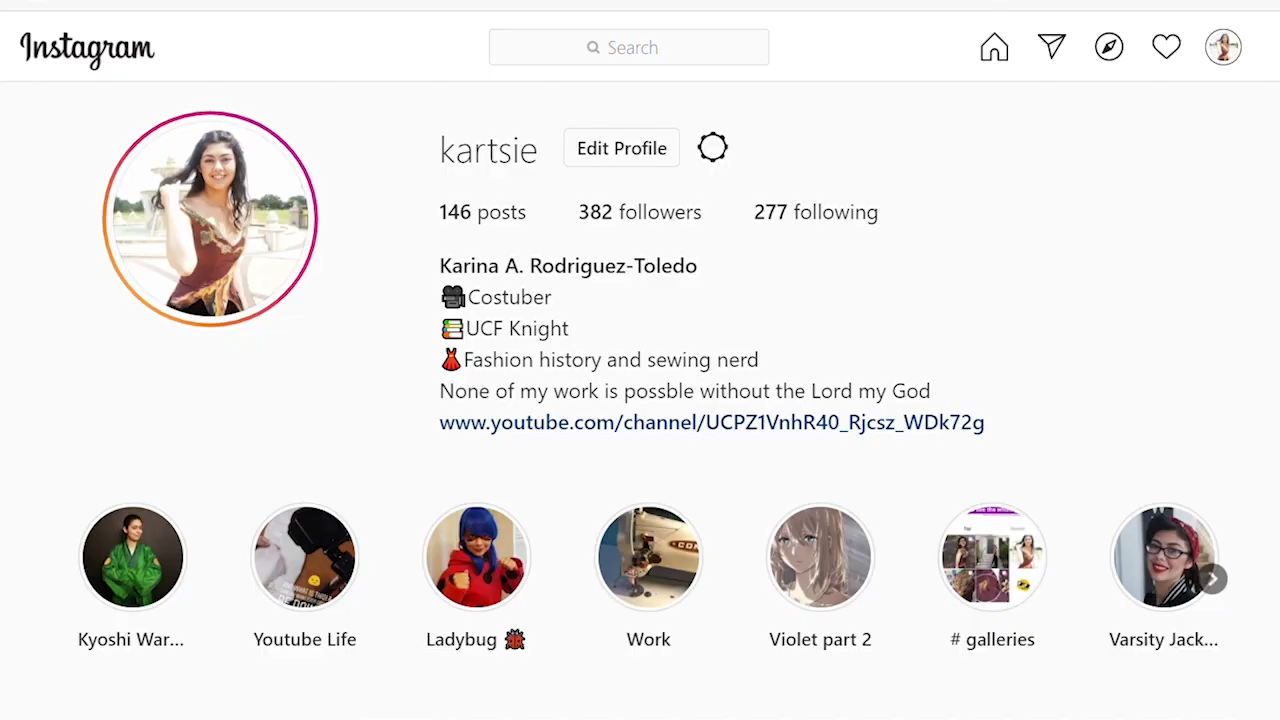 Instagram
Search
kartsie Edit Profile
146 posts 382 followers 277 following
Karina A. Rodriguez-Toledo
🎥Costuber
📚UCF Knight
💃Fashion history and sewing nerd
None of my work is possble without the Lord my God
www.youtube.com/channel/UCPZ1VnhR40_Rjcsz_WDk72g
Kyoshi War... Youtube Life Ladybug 🐞 Work Violet part 2 # galleries Varsity Jack...